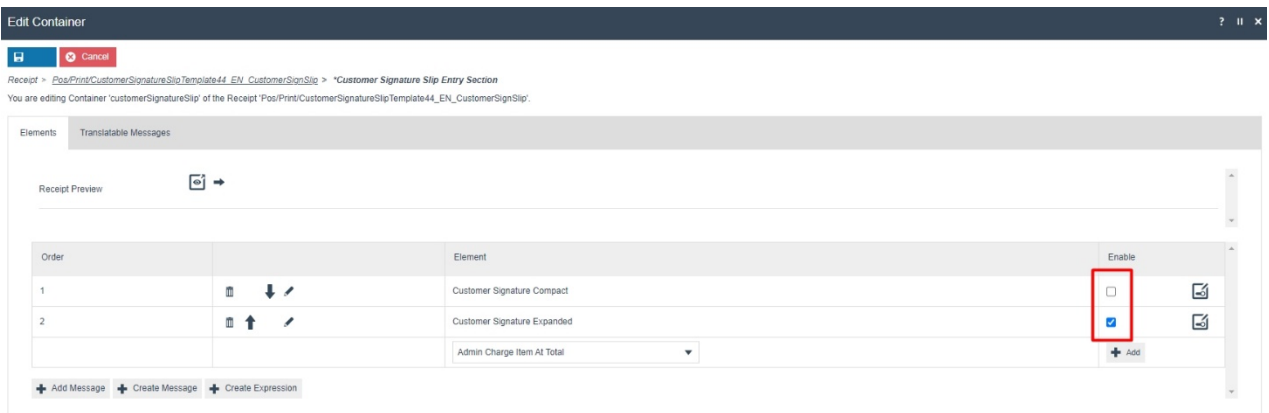 Edit Container
? II x
Cancel
Receipt > Pos/Print/CustomerSignatureSlipTemplate44_EN_CustomerSignSlip > *Customer Signature Slip Entry Section
You are editing Container 'customerSignatureSlip' of the Receipt 'Pos/Print/CustomerSignatureSlipTemplate44_EN_CustomerSignSlip'.
Elements Translatable Messages
Receipt Preview
Order Element Enable
1 Customer Signature Compact
2 Customer Signature Expanded
Admin Charge Item At Total Add
Add Message Create Message Create Expression